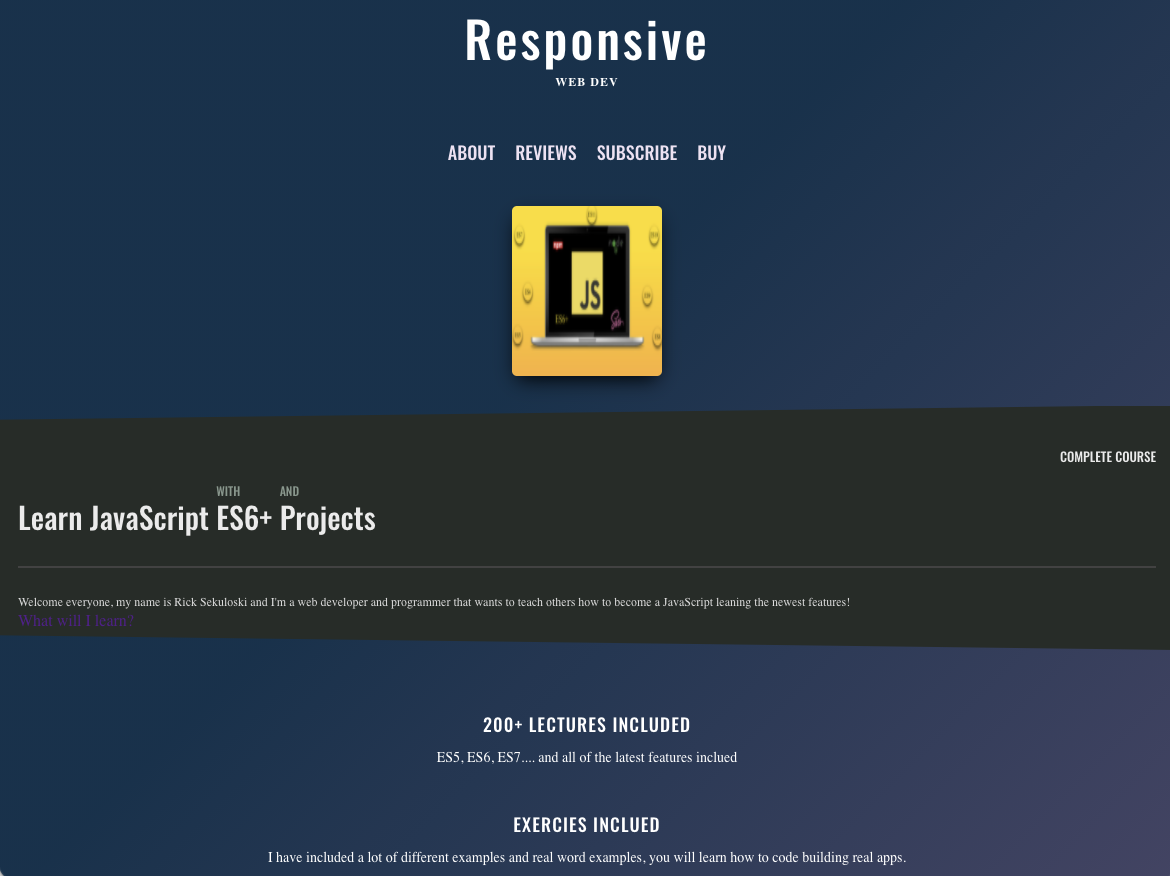 Responsive
WEB DEV
ABOUT REVIEWS SUBSCRIBE BUY
JS
COMPLETE COURSE
WITH AND
Learn JavaScript ES6+ Projects
Welcome everyone, my name is Rick Sekuloski and I'm a web developer and programmer that wants to teach others how to become a JavaScript leaning the newest features!
What will I learn?
200+ LECTURES INCLUDED
ES5, ES6, ES7.... and all of the latest features inclued
EXERCIES INCLUED
I have included a lot of different examples and real word examples, you will learn how to code building real apps.